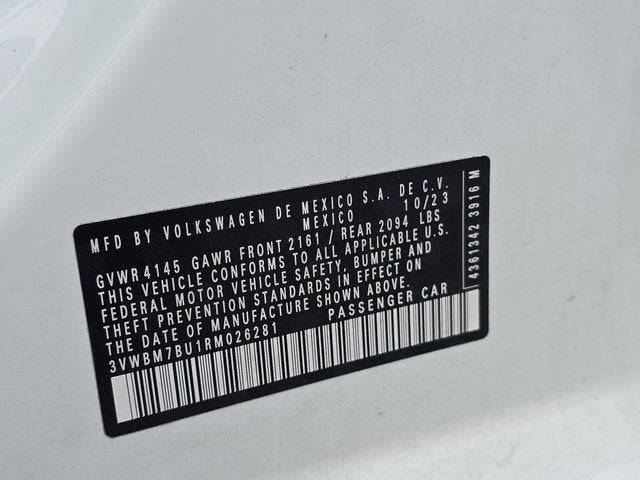 MFD BY VOLKSWAGEN DE MEXICO S.A. DE C.V.
MEXICO 10/23
GVWR 4145 GAWR FRONT 2161 / REAR 2094 LBS
THIS VEHICLE CONFORMS TO ALL APPLICABLE U.S.
FEDERAL MOTOR VEHICLE SAFETY, BUMPER AND
THEFT PREVENTION STANDARDS IN EFFECT ON
THE DATE OF MANUFACTURE SHOWN ABOVE.
3VWBM7BU1RM026281 PASSENGER CAR
4361342 3916 M